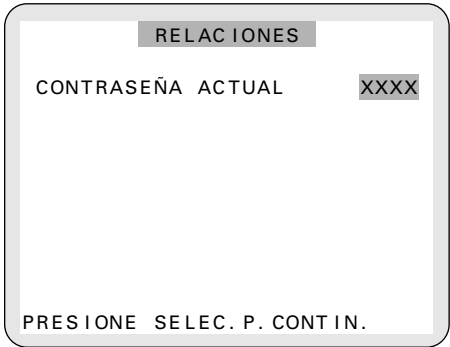 RELACIONES
CONTRASEÑA ACTUAL XXXX
PRESIONE SELEC.P.CONTIN.